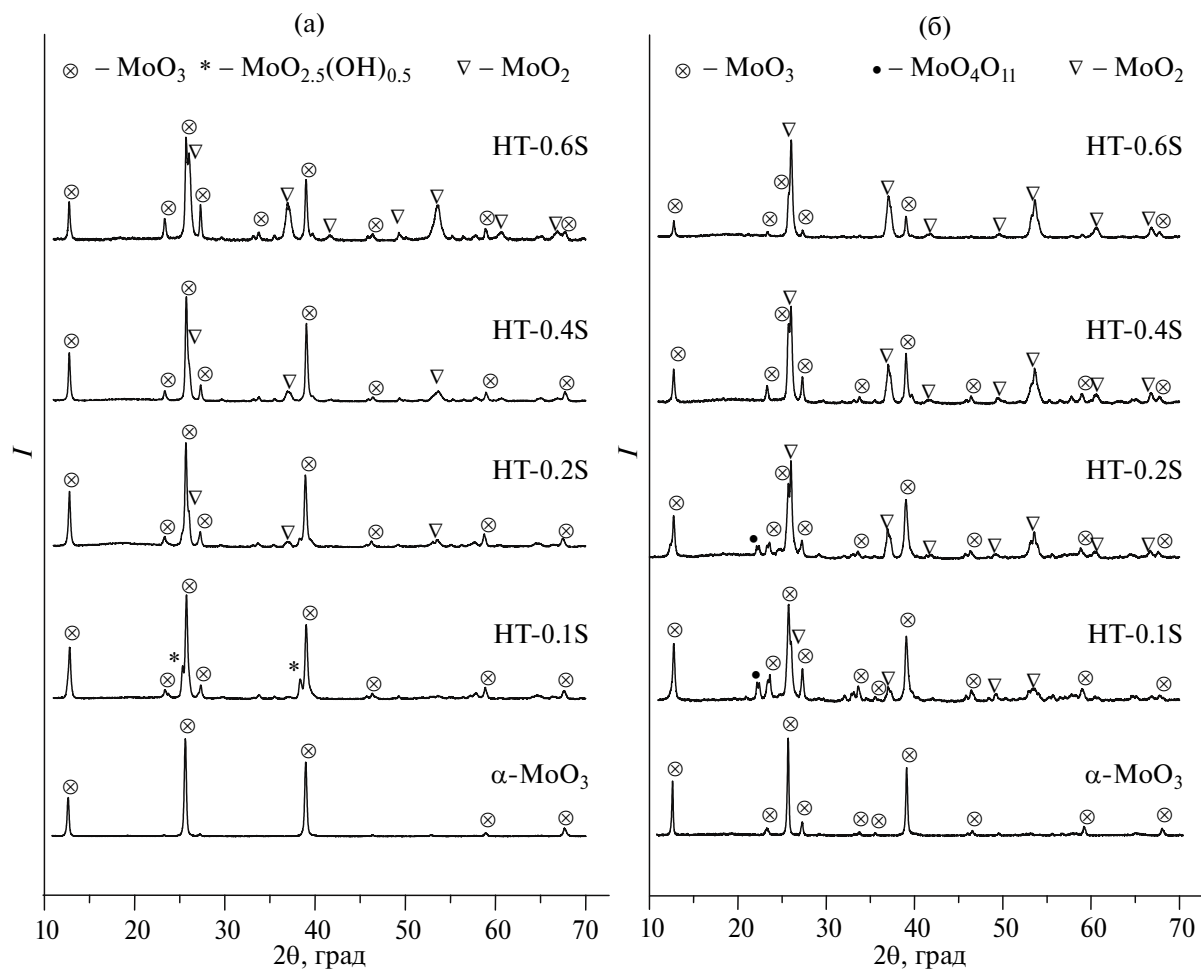 (а)
⊗ – MoO₃ * – MoO₂.₅(OH)₀.₅ ∇ – MoO₂
HT-0.6S
HT-0.4S
HT-0.2S
HT-0.1S
α-MoO₃
I
10 20 30 40 50 60 70
2θ, град
(б)
⊗ – MoO₃ • – MoO₄O₁₁ ∇ – MoO₂
HT-0.6S
HT-0.4S
HT-0.2S
HT-0.1S
α-MoO₃
I
10 20 30 40 50 60 70
2θ, град